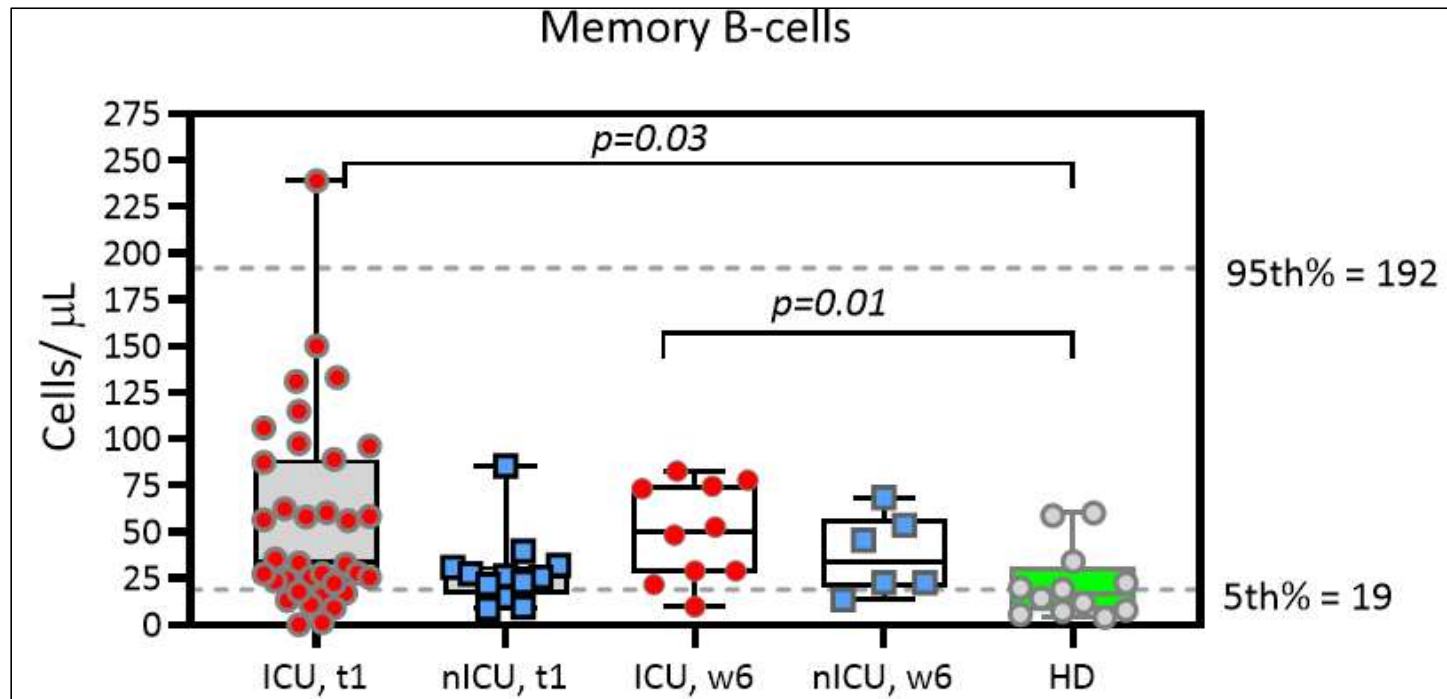 Memory B-cells
Cells/ μL
275
250
225
200
175
150
125
100
75
50
25
0
p=0.03
95th% = 192
p=0.01
5th% = 19
ICU, t1
nICU, t1
ICU, w6
nICU, w6
HD